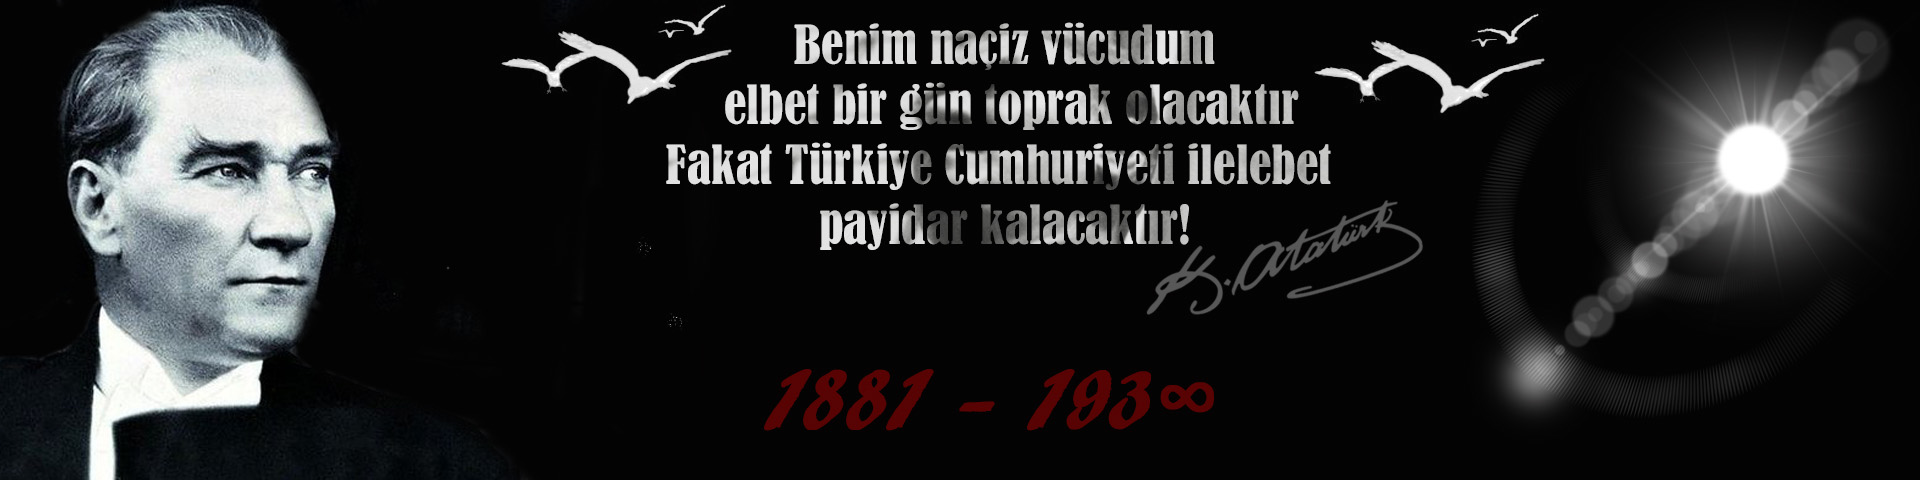 Benim naçiz vücudum
elbet bir gün toprak olacaktır
Fakat Türkiye Cumhuriyeti ilelebet
payidar kalacaktır!
K. Atatürk
1881 - 193∞